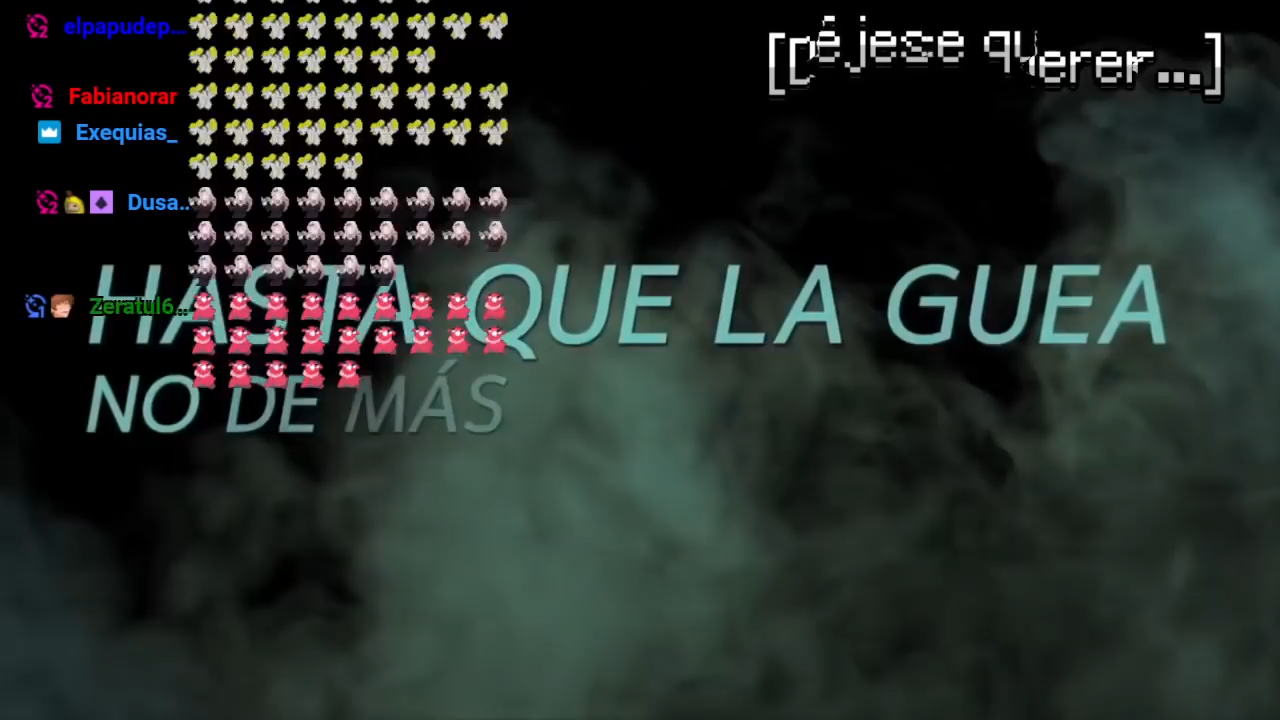 elpapudep...
[Déjese querer...]
Fabianorar
Exequias_
Dusa..
HASTA QUE LA GUEA
Zeratul6...
NO DE MÁS